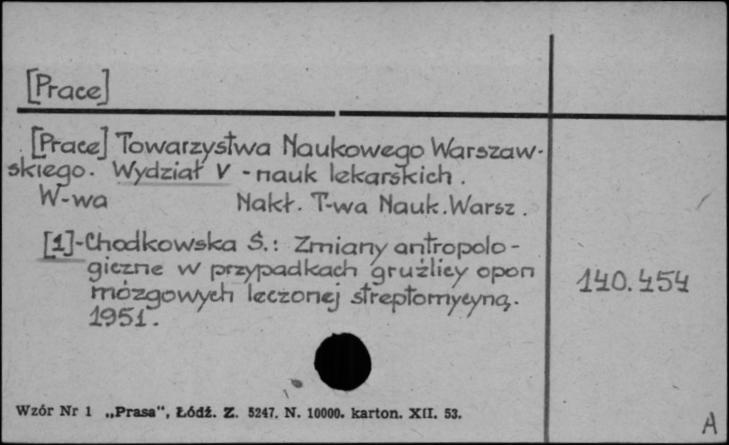 [Prace]
[Prace] Towarzystwa Naukowego Warszaw-
skiego. Wydział V - nauk lekarskich.
W-wa Nakł. T-wa Nauk. Warsz.
[1]-Chodkowska S.: Zmiany antropolo-
giczne w przypadkach gruźlicy opon
mózgowych leczonej streptomycyną.
1951.
140.454
Wzór Nr 1 „Prasa“, Łódź. Z. 5247. N. 10000. karton. XII. 53.
A